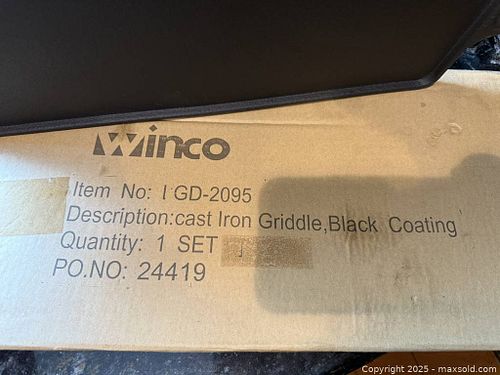 Winco
Item No: IGD-2095
Description:cast Iron Griddle,Black Coating
Quantity: 1 SET
PO.NO: 24419
Copyright © 2025 - maxsold.com